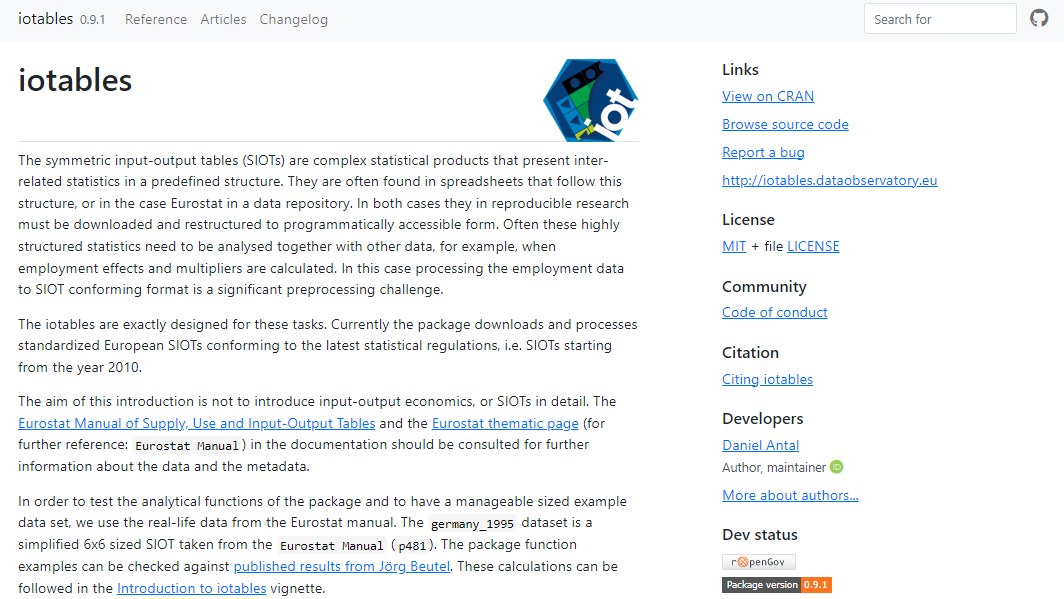 iotables 0.9.1 Reference Articles Changelog Search for
iotables
iot
The symmetric input-output tables (SIOTs) are complex statistical products that present inter-
related statistics in a predefined structure. They are often found in spreadsheets that follow this
structure, or in the case Eurostat in a data repository. In both cases they in reproducible research
must be downloaded and restructured to programmatically accessible form. Often these highly
structured statistics need to be analysed together with other data, for example, when
employment effects and multipliers are calculated. In this case processing the employment data
to SIOT conforming format is a significant preprocessing challenge.
The iotables are exactly designed for these tasks. Currently the package downloads and processes
standardized European SIOTs conforming to the latest statistical regulations, i.e. SIOTs starting
from the year 2010.
The aim of this introduction is not to introduce input-output economics, or SIOTs in detail. The
Eurostat Manual of Supply, Use and Input-Output Tables and the Eurostat thematic page (for
further reference: Eurostat Manual) in the documentation should be consulted for further
information about the data and the metadata.
In order to test the analytical functions of the package and to have a manageable sized example
data set, we use the real-life data from the Eurostat manual. The germany_1995 dataset is a
simplified 6x6 sized SIOT taken from the Eurostat Manual (p481). The package function
examples can be checked against published results from Jörg Beutel. These calculations can be
followed in the Introduction to iotables vignette.
Links
View on CRAN
Browse source code
Report a bug
http://iotables.dataobservatory.eu
License
MIT + file LICENSE
Community
Code of conduct
Citation
Citing iotables
Developers
Daniel Antal
Author, maintainer iD
More about authors...
Dev status
rOpenGov
Package version 0.9.1